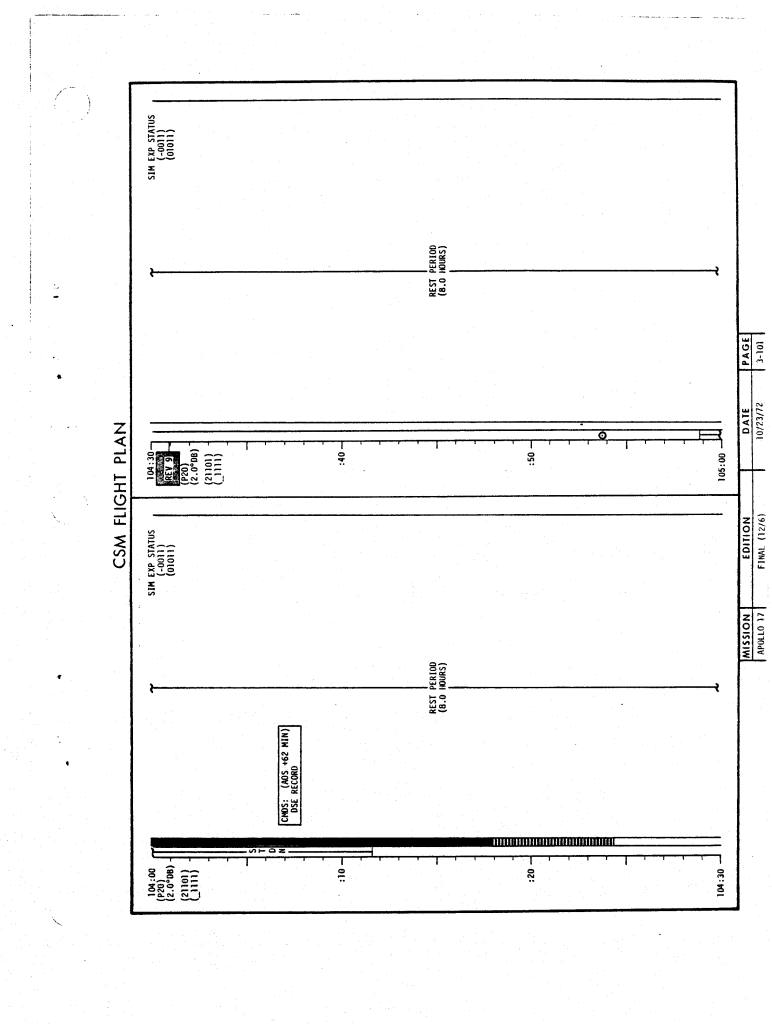 CSM FLIGHT PLAN
104:00
(P20)
(2.0°DB)
(21101)
(_1111)
:10
:20
104:30
S
T
D
N
CMDS: (AOS +62 MIN)
DSE RECORD
REST PERIOD
(8.0 HOURS)
SIM EXP STATUS
(-0011)
(01011)
104:30
REV 9
(P20)
(2.0°DB)
(21101)
(_1111)
:40
:50
105:00
REST PERIOD
(8.0 HOURS)
SIM EXP STATUS
(-0011)
(01011)
MISSION EDITION DATE PAGE
APOLLO 17 FINAL (12/6) 10/23/72 3-101